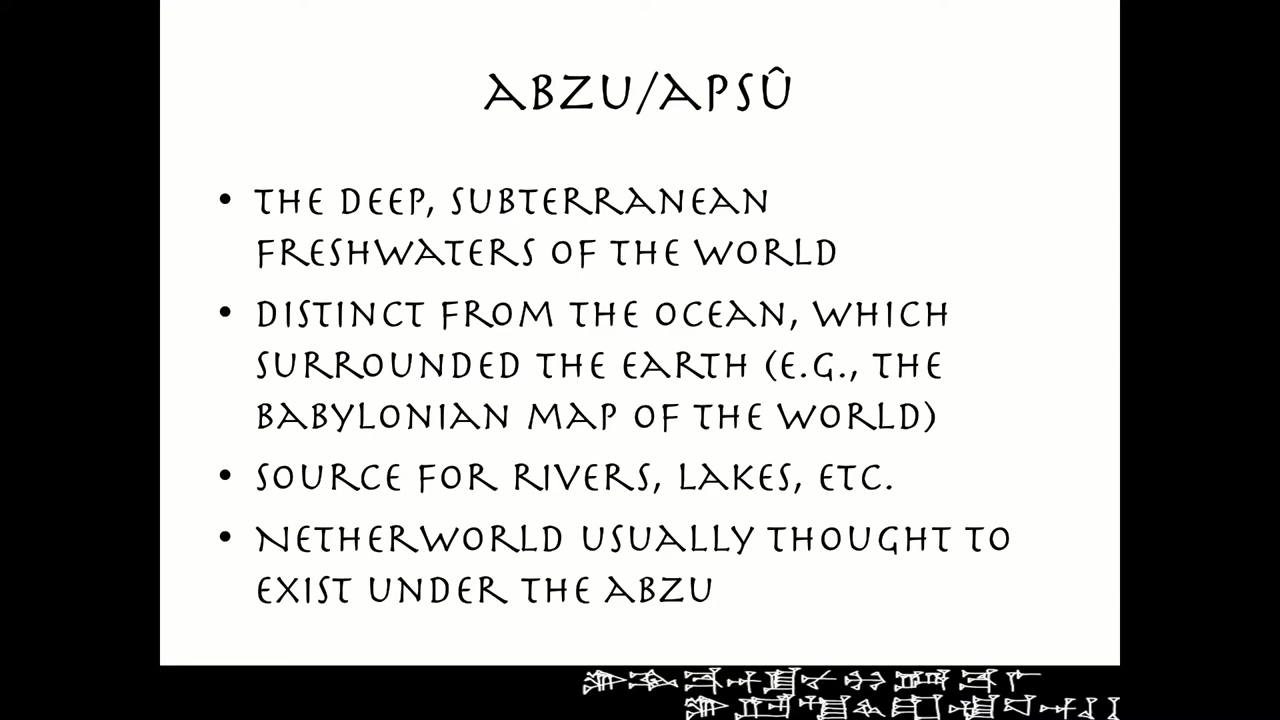 ABZU/APSÛ
• THE DEEP, SUBTERRANEAN
FRESHWATERS OF THE WORLD
• DISTINCT FROM THE OCEAN, WHICH
SURROUNDED THE EARTH (E.G., THE
BABYLONIAN MAP OF THE WORLD)
• SOURCE FOR RIVERS, LAKES, ETC.
• NETHERWORLD USUALLY THOUGHT TO
EXIST UNDER THE ABZU